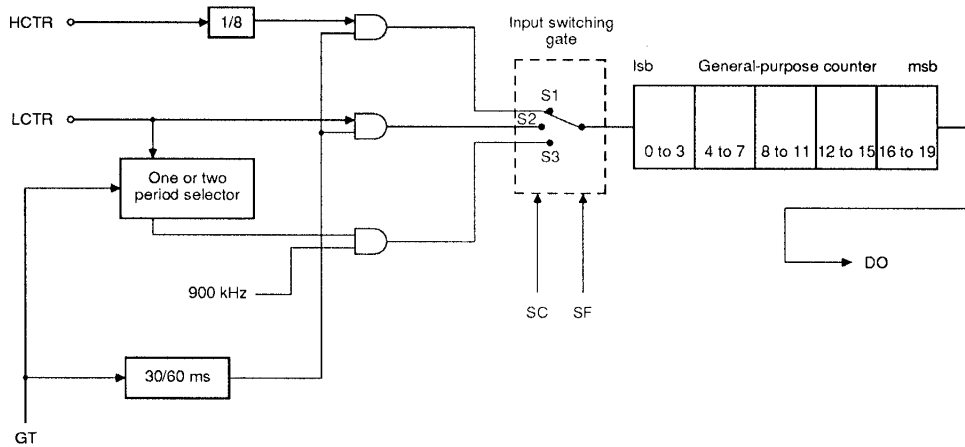 HCTR
1/8
Input switching
gate
lsb
General-purpose counter
msb
S1
LCTR
S2
S3
0 to 3
4 to 7
8 to 11
12 to 15
16 to 19
One or two
period selector
DO
900 kHz
SC
SF
30/60 ms
GT